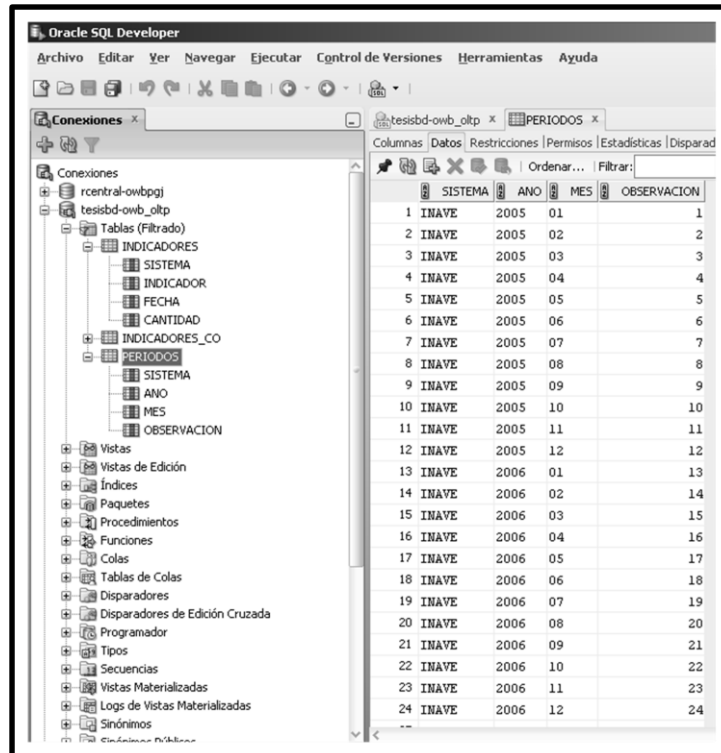 Oracle SQL Developer
Archivo Editar Ver Navegar Ejecutar Control de Versiones Herramientas Ayuda
Conexiones
Conexiones
rcentral-owbpgj
tesisbd-owb_oltp
Tablas (Filtrado)
INDICADORES
SISTEMA
INDICADOR
FECHA
CANTIDAD
INDICADORES_CO
PERIODOS
SISTEMA
ANO
MES
OBSERVACION
Vistas
Vistas de Edición
Índices
Paquetes
Procedimientos
Funciones
Colas
Tablas de Colas
Disparadores
Disparadores de Edición Cruzada
Programador
Tipos
Secuencias
Vistas Materializadas
Logs de Vistas Materializadas
Sinónimos
Sinónimos Públicos
tesisbd-owb_oltp PERIODOS
Columnas Datos Restricciones Permisos Estadísticas Disparad
Ordenar... Filtrar:
SISTEMA ANO MES OBSERVACION
1 INAVE 2005 01 1
2 INAVE 2005 02 2
3 INAVE 2005 03 3
4 INAVE 2005 04 4
5 INAVE 2005 05 5
6 INAVE 2005 06 6
7 INAVE 2005 07 7
8 INAVE 2005 08 8
9 INAVE 2005 09 9
10 INAVE 2005 10 10
11 INAVE 2005 11 11
12 INAVE 2005 12 12
13 INAVE 2006 01 13
14 INAVE 2006 02 14
15 INAVE 2006 03 15
16 INAVE 2006 04 16
17 INAVE 2006 05 17
18 INAVE 2006 06 18
19 INAVE 2006 07 19
20 INAVE 2006 08 20
21 INAVE 2006 09 21
22 INAVE 2006 10 22
23 INAVE 2006 11 23
24 INAVE 2006 12 24